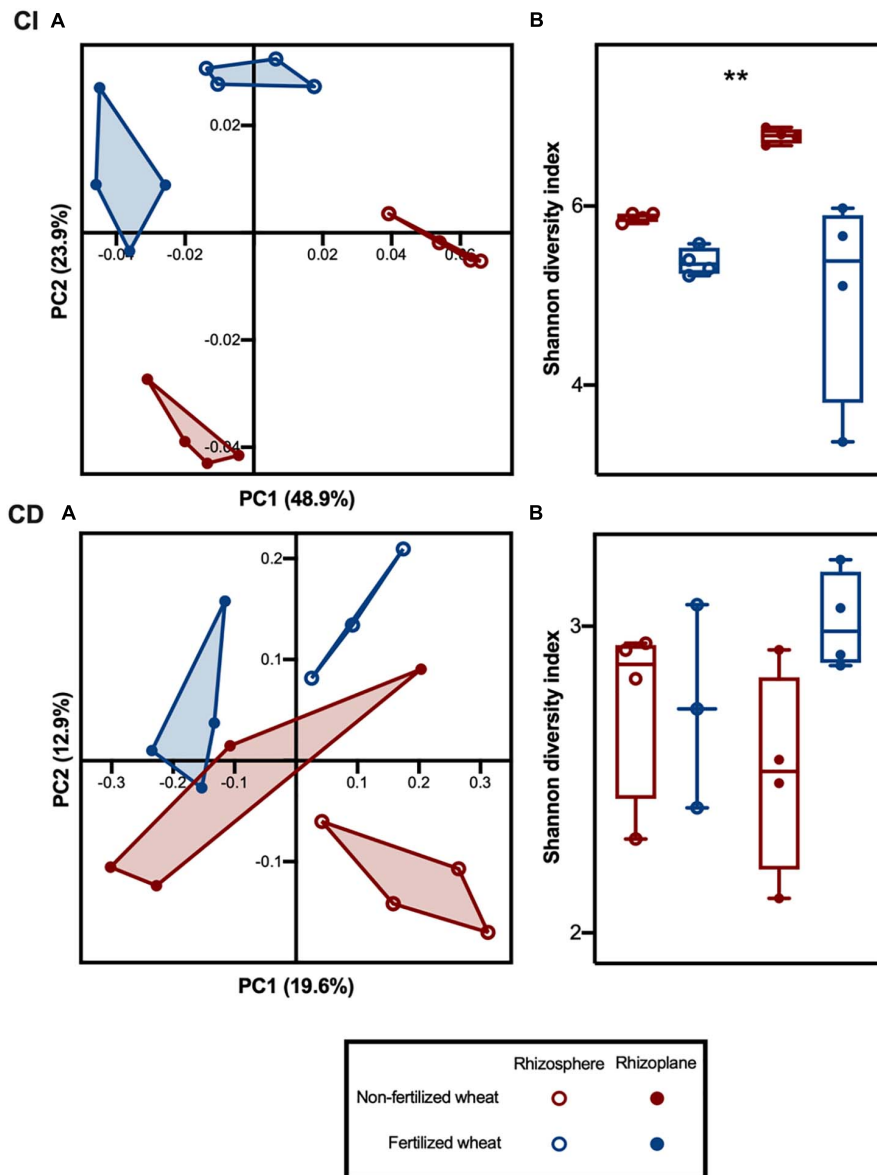 CI A B
**
0.02
6
-0.04 -0.02 0.02 0.04 0.06
PC2 (23.9%)
Shannon diversity index
-0.02
4
-0.04
PC1 (48.9%)
CD A B
0.2
3
0.1
-0.3 -0.2 -0.1 0.1 0.2 0.3
PC2 (12.9%)
Shannon diversity index
-0.1
2
PC1 (19.6%)
Rhizosphere Rhizoplane
Non-fertilized wheat
Fertilized wheat